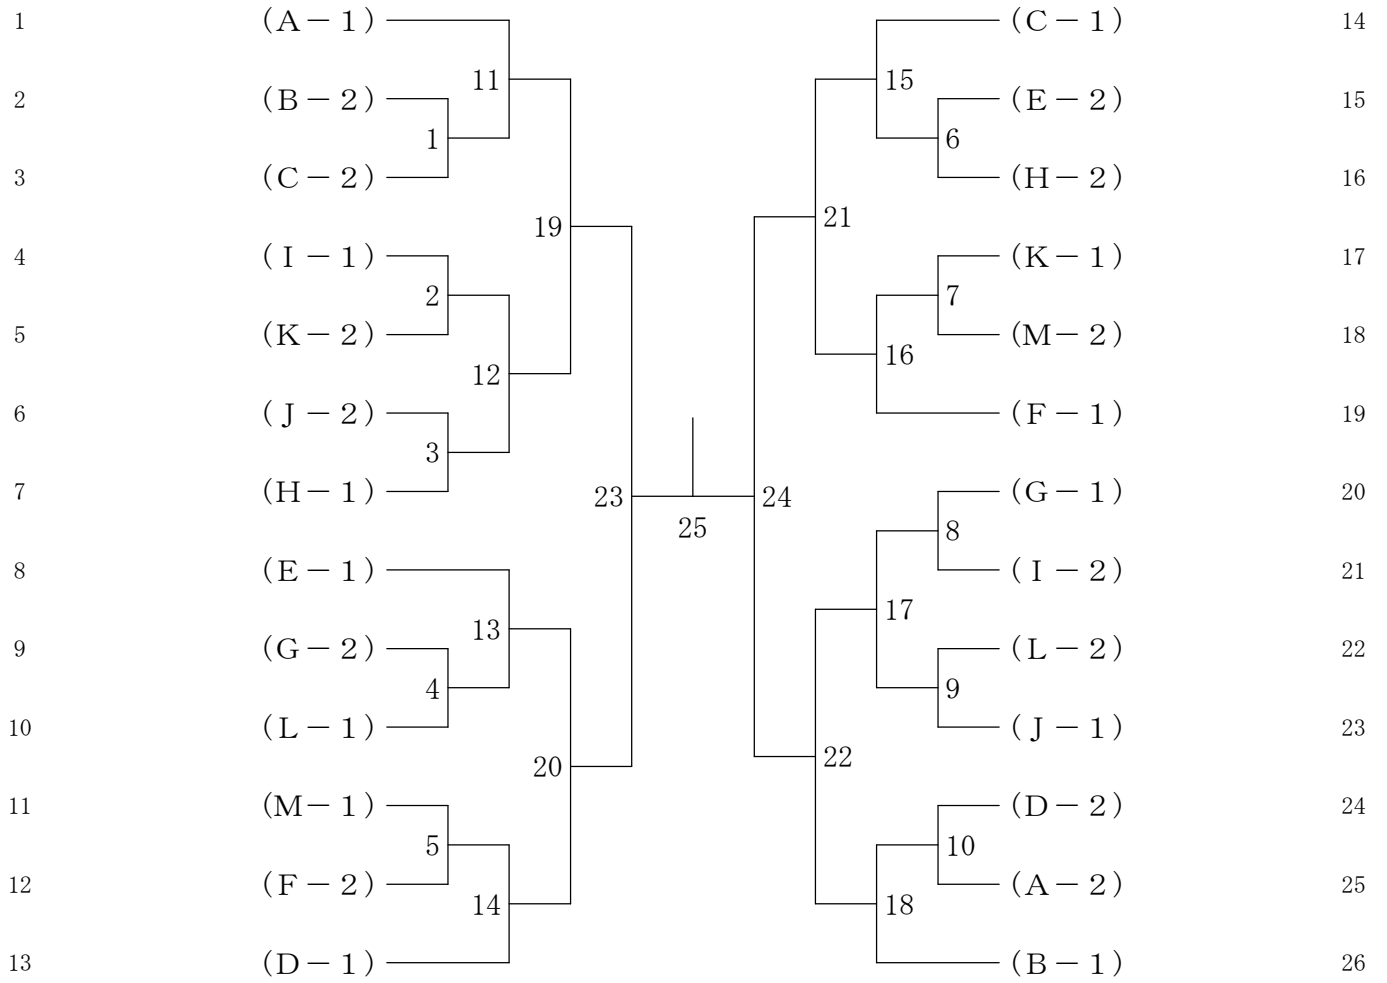 1 (A－1) (C－1) 14
11 15
2 (B－2) (E－2) 15
1 6
3 (C－2) (H－2) 16
19 21
4 (I－1) (K－1) 17
2 7
5 (K－2) (M－2) 18
12 16
6 (J－2) (F－1) 19
3
7 (H－1) (G－1) 20
23 24
25
8
8 (E－1) (I－2) 21
13 17
9 (G－2) (L－2) 22
4 9
10 (L－1) (J－1) 23
20 22
11 (M－1) (D－2) 24
5 10
12 (F－2) (A－2) 25
14 18
13 (D－1) (B－1) 26